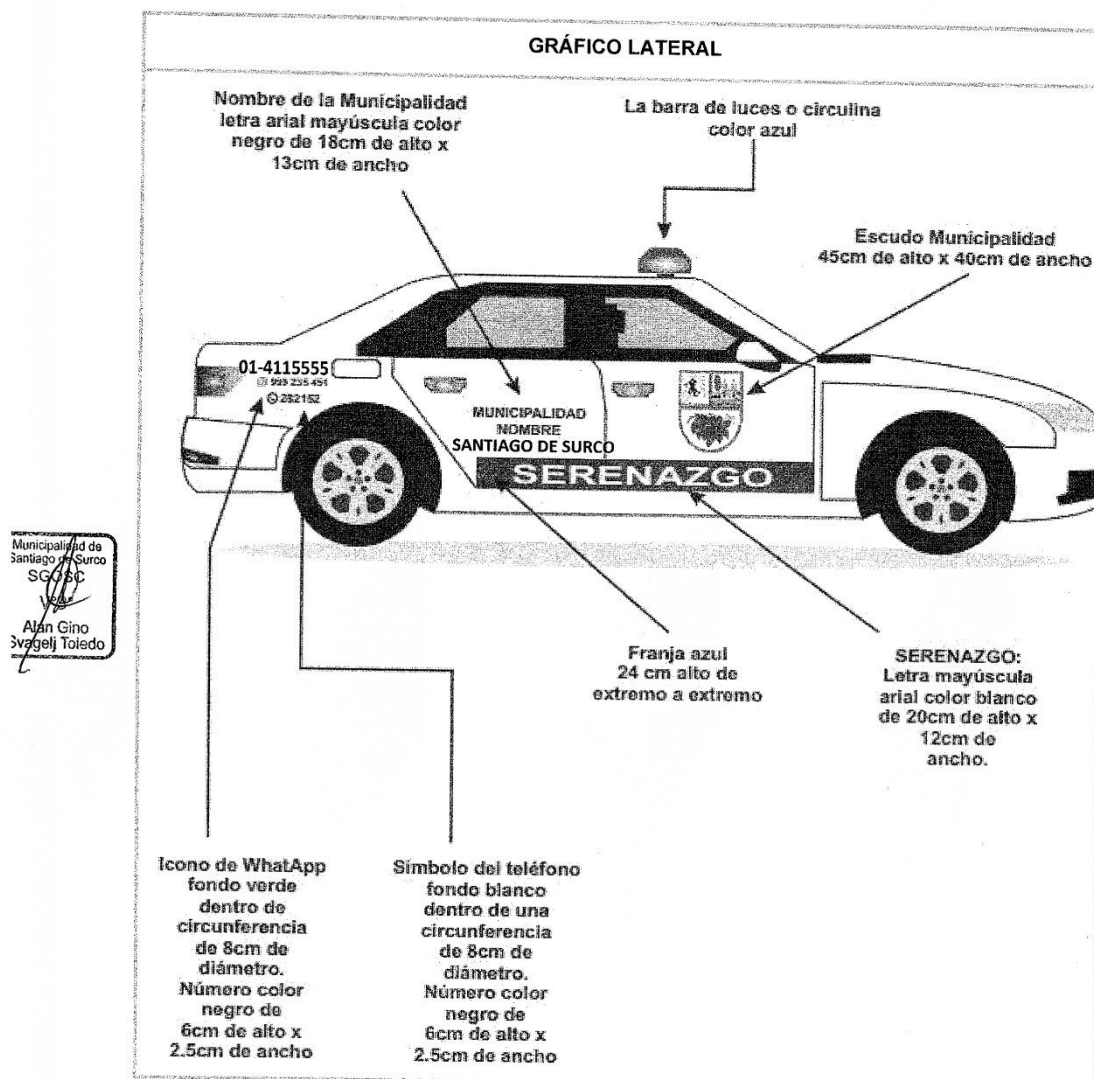 GRÁFICO LATERAL
Nombre de la Municipalidad
letra arial mayúscula color
negro de 18cm de alto x
13cm de ancho
La barra de luces o circulina
color azul
Escudo Municipalidad
45cm de alto x 40cm de ancho
01-4115555
999 235 451
282152
MUNICIPALIDAD
NOMBRE
SANTIAGO DE SURCO
SERENAZGO
Municipalidad de
Santiago de Surco
SGOSC
V°B°
Alan Gino
Svagelj Toledo
Franja azul
24 cm alto de
extremo a extremo
SERENAZGO:
Letra mayúscula
arial color blanco
de 20cm de alto x
12cm de
ancho.
Icono de WhatApp
fondo verde
dentro de
circunferencia
de 8cm de
diámetro.
Número color
negro de
6cm de alto x
2.5cm de ancho
Símbolo del teléfono
fondo blanco
dentro de una
circunferencia
de 8cm de
diámetro.
Número color
negro de
6cm de alto x
2.5cm de ancho